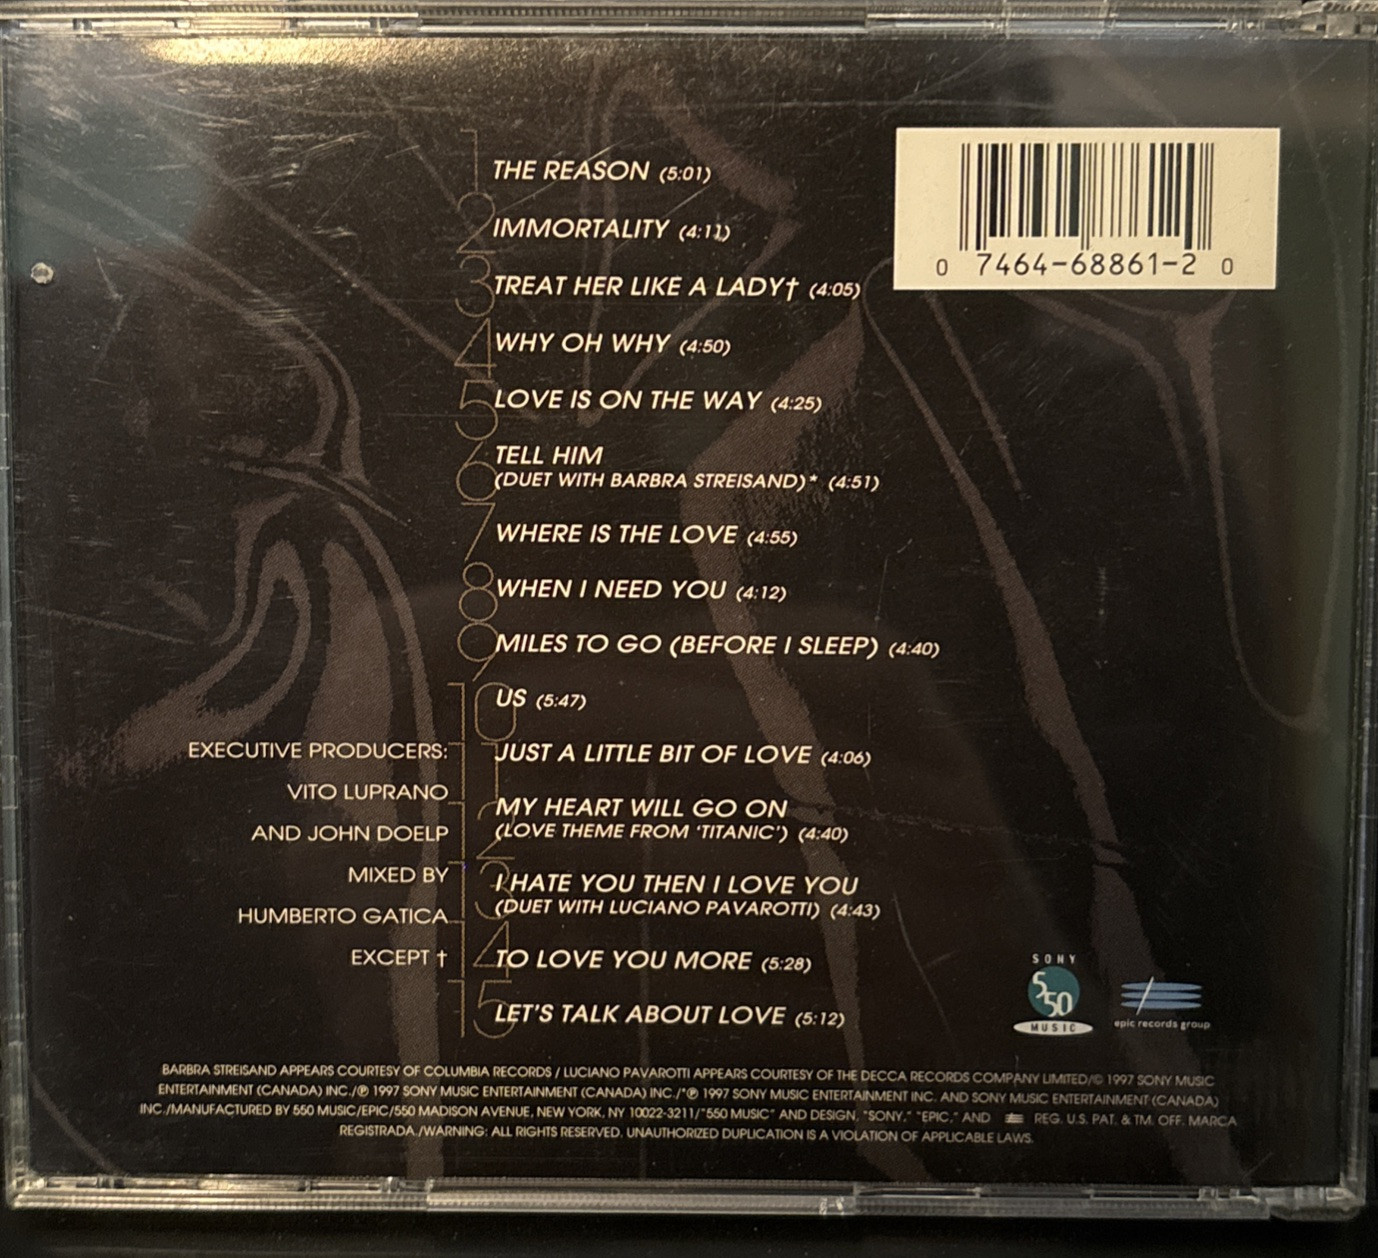 1 THE REASON (5:01)
2 IMMORTALITY (4:11)
3 TREAT HER LIKE A LADY† (4:05)
4 WHY OH WHY (4:50)
5 LOVE IS ON THE WAY (4:25)
6 TELL HIM
(DUET WITH BARBRA STREISAND)* (4:51)
7 WHERE IS THE LOVE (4:55)
8 WHEN I NEED YOU (4:12)
9 MILES TO GO (BEFORE I SLEEP) (4:40)
10 US (5:47)
11 JUST A LITTLE BIT OF LOVE (4:06)
12 MY HEART WILL GO ON
(LOVE THEME FROM 'TITANIC') (4:40)
13 I HATE YOU THEN I LOVE YOU
(DUET WITH LUCIANO PAVAROTTI) (4:43)
14 TO LOVE YOU MORE (5:28)
15 LET'S TALK ABOUT LOVE (5:12)
0 7464-68861-2 0
EXECUTIVE PRODUCERS:
VITO LUPRANO
AND JOHN DOELP
MIXED BY
HUMBERTO GATICA
EXCEPT †
SONY
550
MUSIC
epic records group
BARBRA STREISAND APPEARS COURTESY OF COLUMBIA RECORDS / LUCIANO PAVAROTTI APPEARS COURTESY OF THE DECCA RECORDS COMPANY LIMITED/© 1997 SONY MUSIC
ENTERTAINMENT (CANADA) INC./℗ 1997 SONY MUSIC ENTERTAINMENT (CANADA) INC./*℗ 1997 SONY MUSIC ENTERTAINMENT INC. AND SONY MUSIC ENTERTAINMENT (CANADA)
INC./MANUFACTURED BY 550 MUSIC/EPIC/550 MADISON AVENUE, NEW YORK, NY 10022-3211/"550 MUSIC" AND DESIGN, "SONY," "EPIC," AND REG. U.S. PAT. & TM. OFF. MARCA
REGISTRADA./WARNING: ALL RIGHTS RESERVED. UNAUTHORIZED DUPLICATION IS A VIOLATION OF APPLICABLE LAWS.